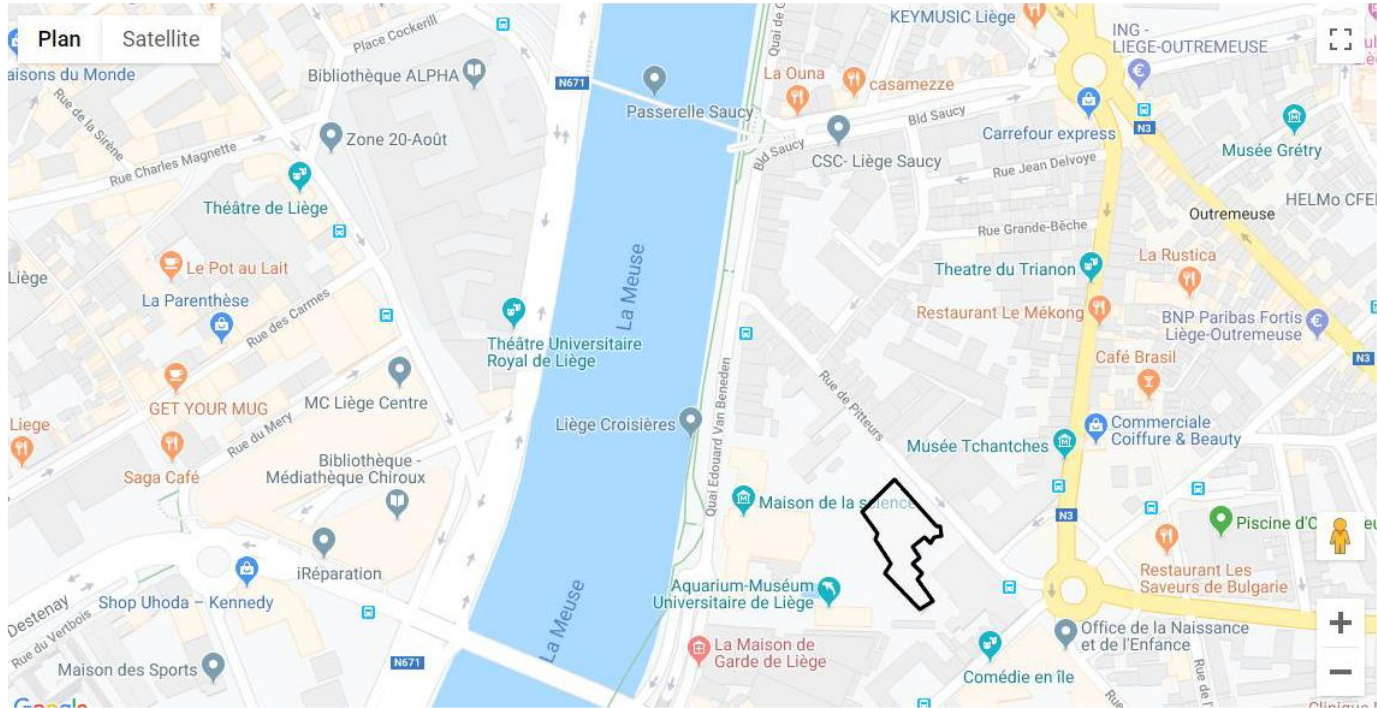 Plan
Satellite
Place Cockerill
KEYMUSIC Liège
ING -
LIEGE-OUTREMEUSE
aisons du Monde
Bibliothèque ALPHA
N671
Passerelle Saucy
La Ouna
casamezze
Bld Saucy
Carrefour express
N3
Musée Grétry
Rue de la Sirène
Zone 20-Août
Rue Charles Magnette
Bld Saucy
CSC- Liège Saucy
Rue Jean Delvoye
Théâtre de Liège
HELMo CFE
Outremeuse
Rue Grande-Bêche
Liège
Le Pot au Lait
La Meuse
Theatre du Trianon
La Rustica
La Parenthèse
Rue des Carmes
Restaurant Le Mékong
BNP Paribas Fortis
Liège-Outremeuse
Théâtre Universitaire
Royal de Liège
N3
Café Brasil
Rue de Pitteurs
GET YOUR MUG
MC Liège Centre
Quai Edouard Van Beneden
Liege
Rue du Mery
Liège Croisières
Commerciale
Coiffure & Beauty
Musée Tchantches
Saga Café
Bibliothèque -
Médiathèque Chiroux
Maison de la science
N3
Piscine d'O
eu
iRéparation
Restaurant Les
Saveurs de Bulgarie
Aquarium-Muséum
Universitaire de Liège
Shop Uhoda – Kennedy
Destenay
Rue du Vertbois
La Meuse
Office de la Naissance
et de l'Enfance
La Maison de
Garde de Liège
Maison des Sports
N671
Comédie en île
Rue de l'
Google